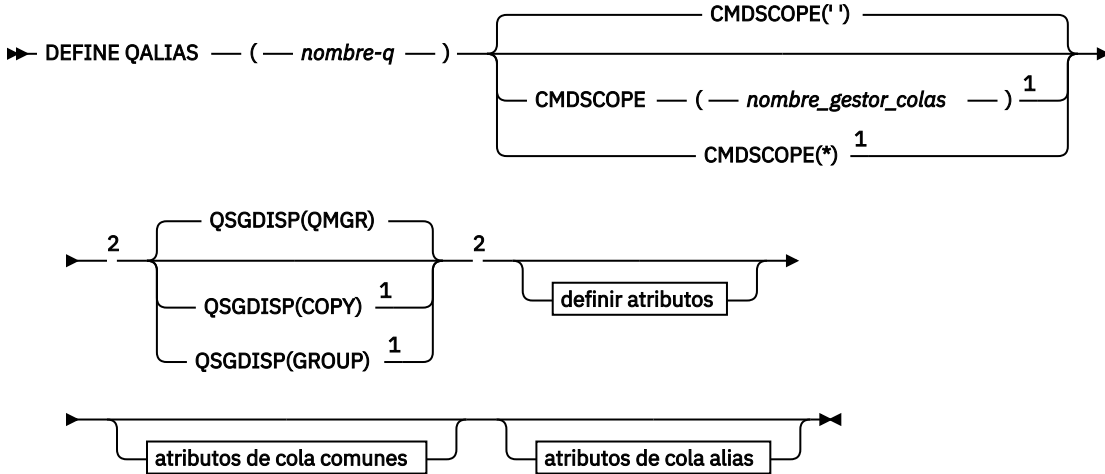 CMDSCOPE(' ')
DEFINE QALIAS ( nombre-q )
CMDSCOPE ( nombre_gestor_colas ) 1
CMDSCOPE(*) 1
QSGDISP(QMGR)
2 2
QSGDISP(COPY) 1
definir atributos
QSGDISP(GROUP) 1
atributos de cola comunes
atributos de cola alias